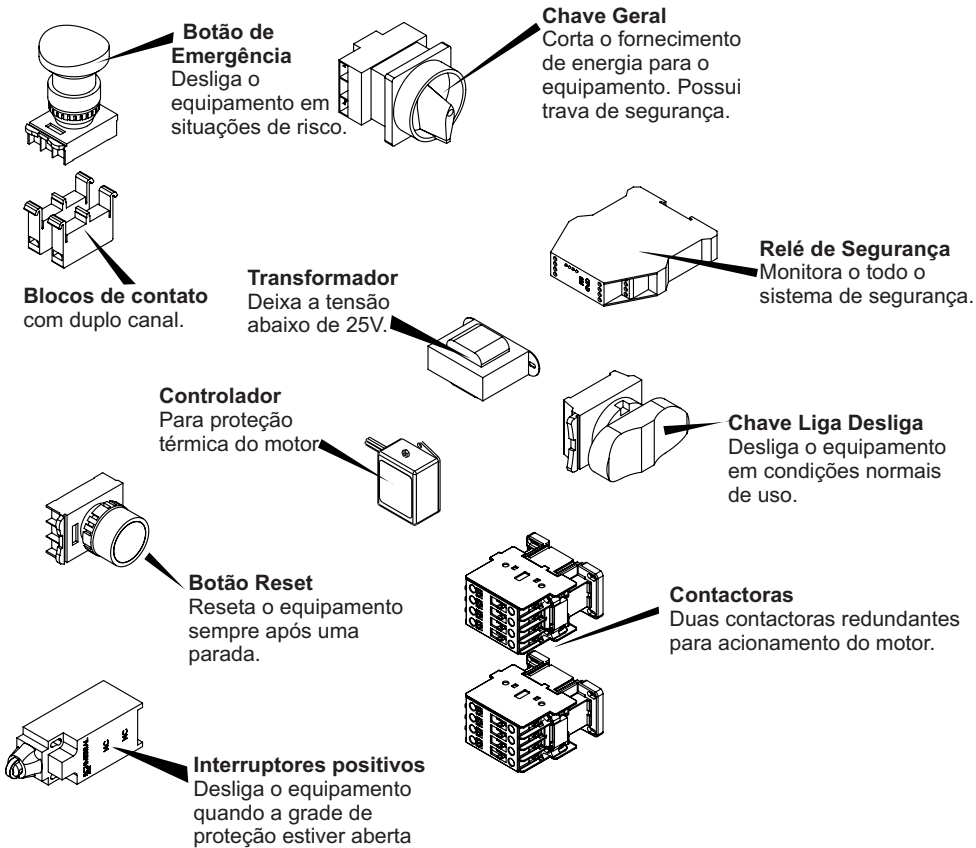 Botão de
Emergência
Desliga o
equipamento em
situações de risco.
Chave Geral
Corta o fornecimento
de energia para o
equipamento. Possui
trava de segurança.
Blocos de contato
com duplo canal.
Transformador
Deixa a tensão
abaixo de 25V.
Relé de Segurança
Monitora o todo o
sistema de segurança.
Controlador
Para proteção
térmica do motor
Chave Liga Desliga
Desliga o equipamento
em condições normais
de uso.
Botão Reset
Reseta o equipamento
sempre após uma
parada.
Contactoras
Duas contactoras redundantes
para acionamento do motor.
NC
NC
Interruptores positivos
Desliga o equipamento
quando a grade de
proteção estiver aberta